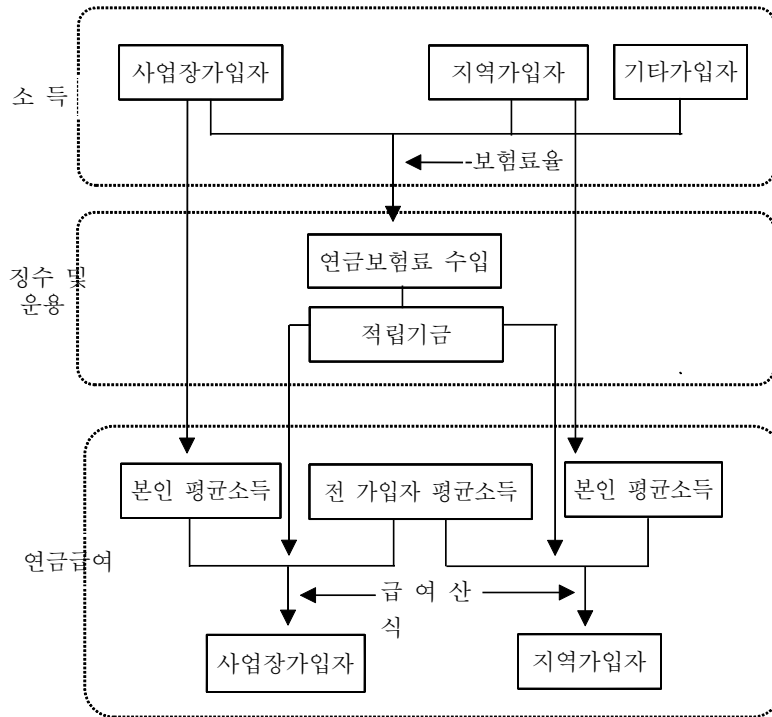 사업장가입자
지역가입자
기타가입자
소 득
보험료율
연금보험료 수입
징수 및
운용
적립기금
본인 평균소득
전 가입자 평균소득
본인 평균소득
연금급여
급 여 산
식
사업장가입자
지역가입자